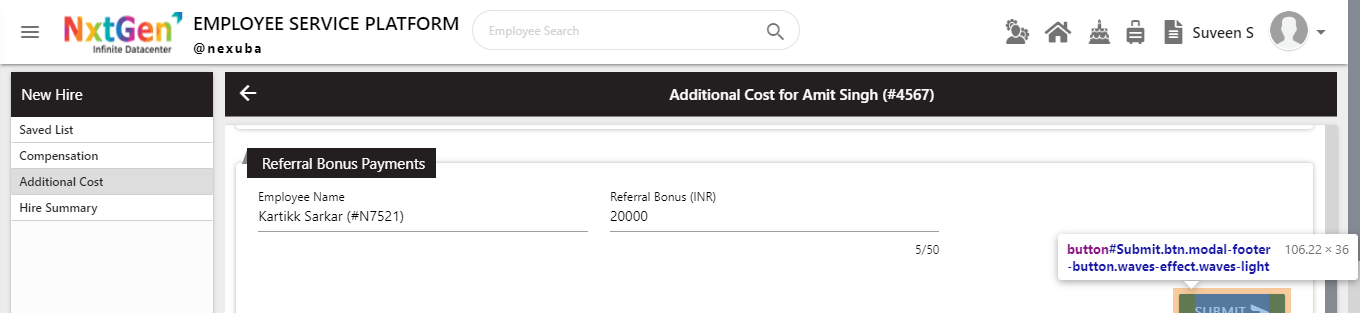 NxtGen
Infinite Datacenter
EMPLOYEE SERVICE PLATFORM
@nexuba
Employee Search
Suveen S
New Hire
Saved List
Compensation
Additional Cost
Hire Summary
Additional Cost for Amit Singh (#4567)
Referral Bonus Payments
Employee Name
Kartikk Sarkar (#N7521)
Referral Bonus (INR)
20000
5/50
button#Submit.btn.modal-footer
-button.waves-effect.waves-light
106.22 × 36
SUBMIT